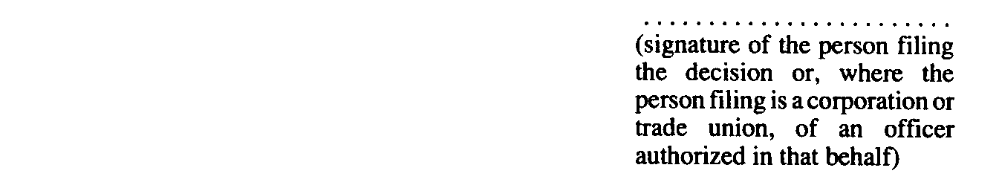 . . . . . . . . . . . . . . . . . . . . . . . .
(signature of the person filing
the decision or, where the
person filing is a corporation or
trade union, of an officer
authorized in that behalf)